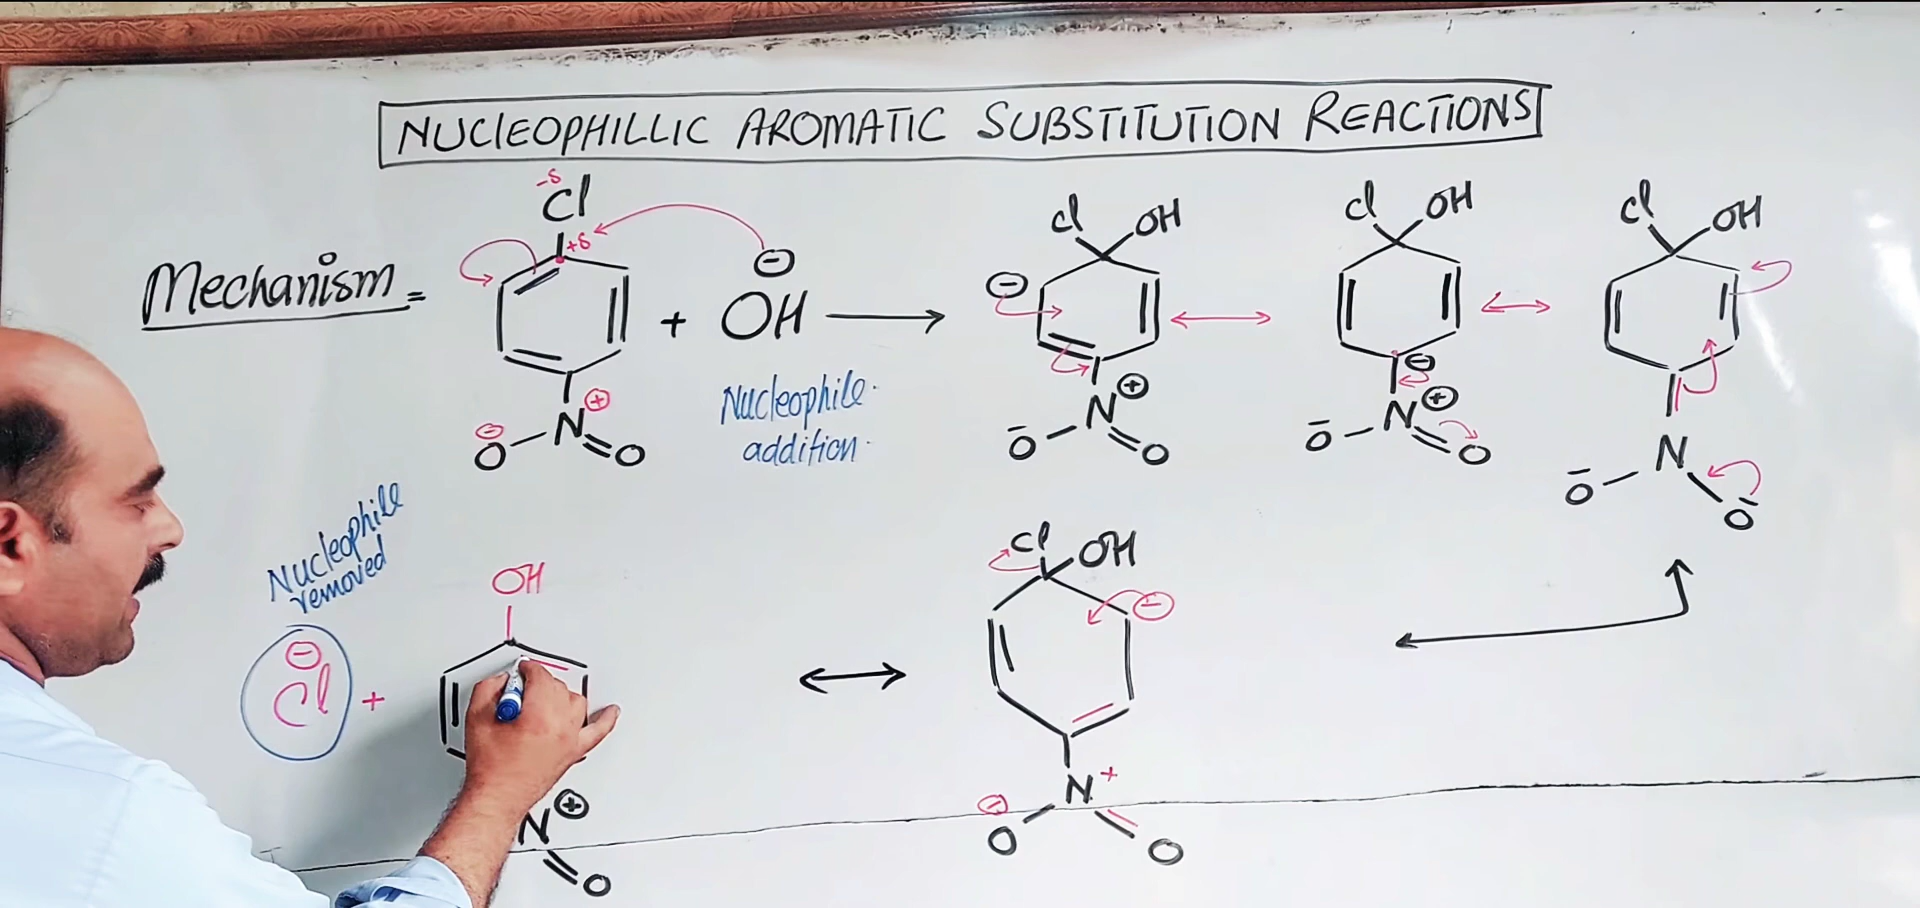 NUCLEOPHILLIC AROMATIC SUBSTITUTION REACTIONS
Mechanism =
-δ
Cl
+δ
+
⊖
OH
⊕
⊖
N
O
O
Nucleophile
addition
Cl OH
⊖
⊕
N
-
O
O
Cl OH
⊖
⊕
N
-
O
O
Cl OH
N
-
O
-
O
Nucleophile
removed
⊖
Cl +
OH
⊕
N
O
Cl OH
⊖
+
N
⊖
O
O